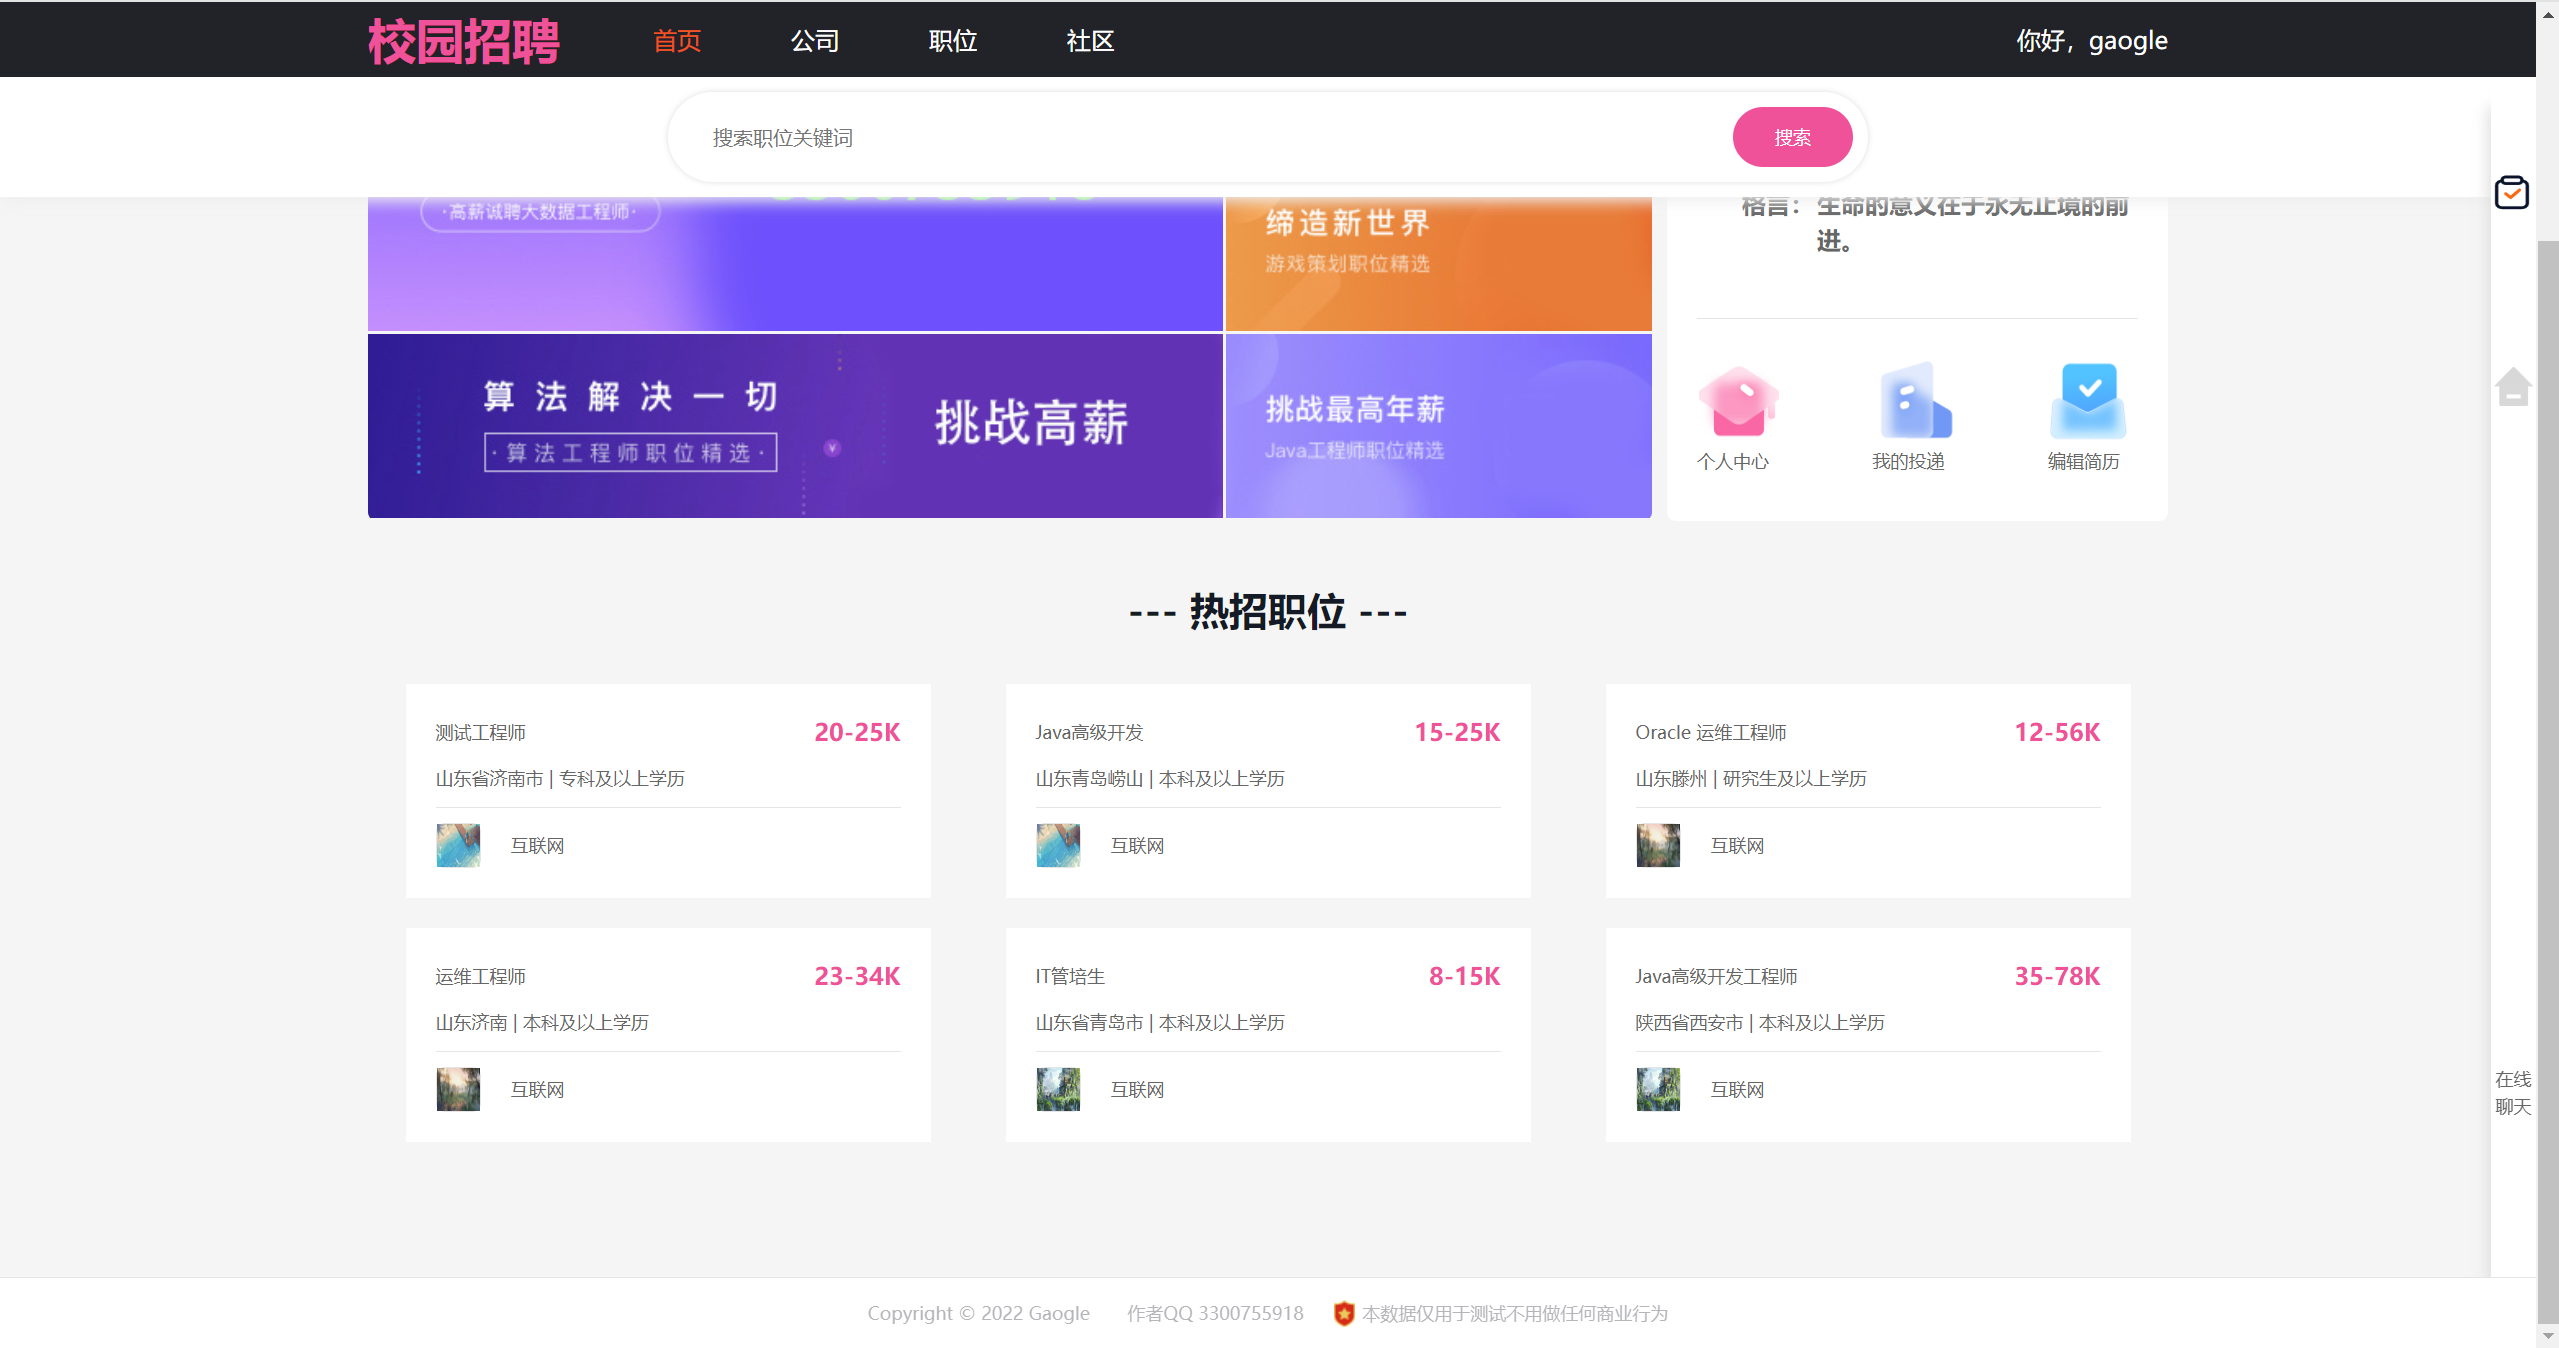 校园招聘 首页 公司 职位 社区 你好，gaogle
搜索职位关键词 搜索
·高薪诚聘大数据工程师·
缔造新世界
游戏策划职位精选
格言： 生命的意义在于永无止境的前
进。
算法解决一切
·算法工程师职位精选·
挑战高薪
挑战最高年薪
Java工程师职位精选
个人中心 我的投递 编辑简历
--- 热招职位 ---
测试工程师 20-25K
山东省济南市 | 专科及以上学历
互联网
Java高级开发 15-25K
山东青岛崂山 | 本科及以上学历
互联网
Oracle 运维工程师 12-56K
山东滕州 | 研究生及以上学历
互联网
运维工程师 23-34K
山东济南 | 本科及以上学历
互联网
IT管培生 8-15K
山东省青岛市 | 本科及以上学历
互联网
Java高级开发工程师 35-78K
陕西省西安市 | 本科及以上学历
互联网
在线
聊天
Copyright © 2022 Gaogle 作者QQ 3300755918 本数据仅用于测试不用做任何商业行为